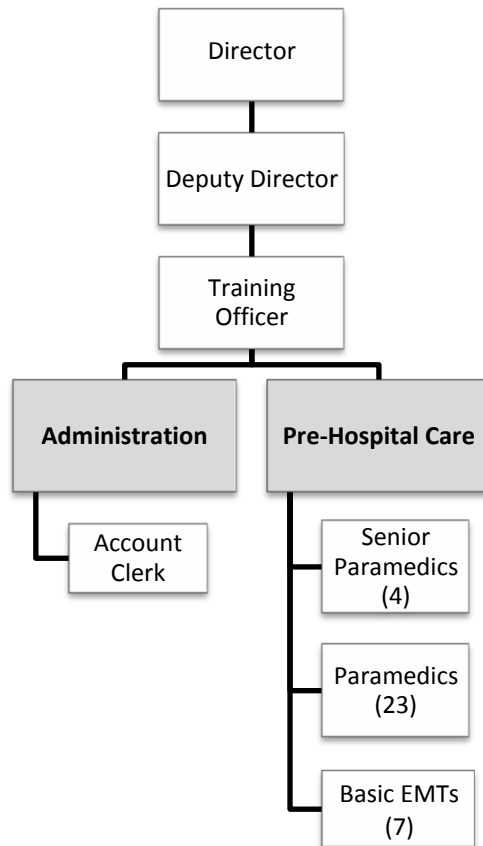 Director
Deputy Director
Training
Officer
Administration
Pre-Hospital Care
Account
Clerk
Senior
Paramedics
(4)
Paramedics
(23)
Basic EMTs
(7)